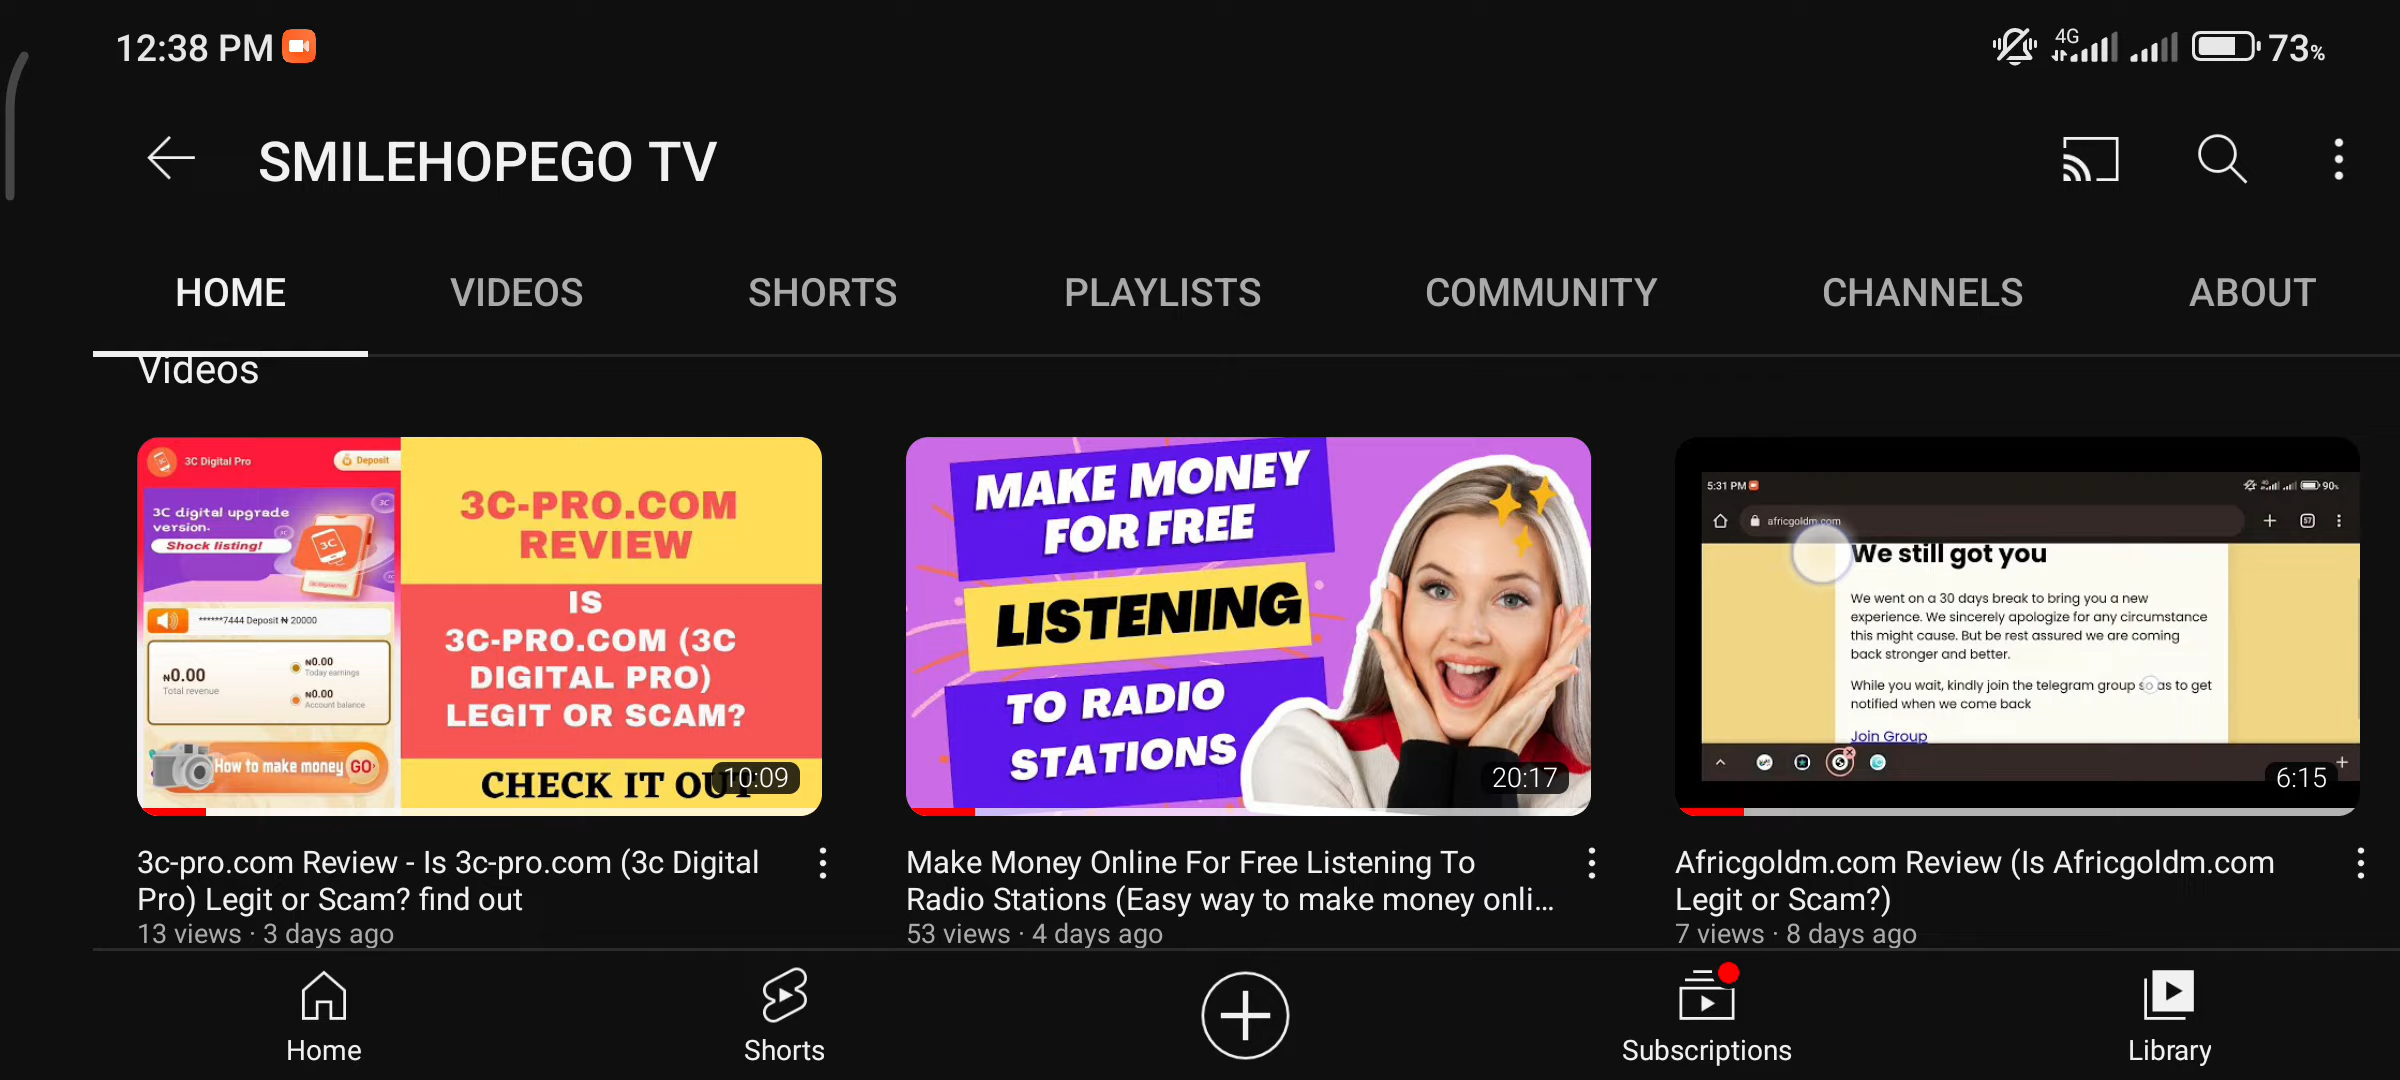 12:38 PM
4G
73%
SMILEHOPEGO TV
HOME
VIDEOS
SHORTS
PLAYLISTS
COMMUNITY
CHANNELS
ABOUT
Videos
3C Digital Pro
Deposit
3C digital upgrade
version.
Shock listing!
3C
******7444 Deposit ₦ 20000
₦0.00
Total revenue
₦0.00
Today earnings
₦0.00
Account balance
How to make money GO
3C-PRO.COM
REVIEW
IS
3C-PRO.COM (3C
DIGITAL PRO)
LEGIT OR SCAM?
CHECK IT OUT
10:09
MAKE MONEY
FOR FREE
LISTENING
TO RADIO
STATIONS
20:17
5:31 PM
90%
africgoldm.com
57
We still got you
We went on a 30 days break to bring you a new
experience. We sincerely apologize for any circumstance
this might cause. But be rest assured we are coming
back stronger and better.
While you wait, kindly join the telegram group so as to get
notified when we come back
Join Group
6:15
3c-pro.com Review - Is 3c-pro.com (3c Digital
Pro) Legit or Scam? find out
13 views · 3 days ago
Make Money Online For Free Listening To
Radio Stations (Easy way to make money onli...
53 views · 4 days ago
Africgoldm.com Review (Is Africgoldm.com
Legit or Scam?)
7 views · 8 days ago
Home
Shorts
Subscriptions
Library